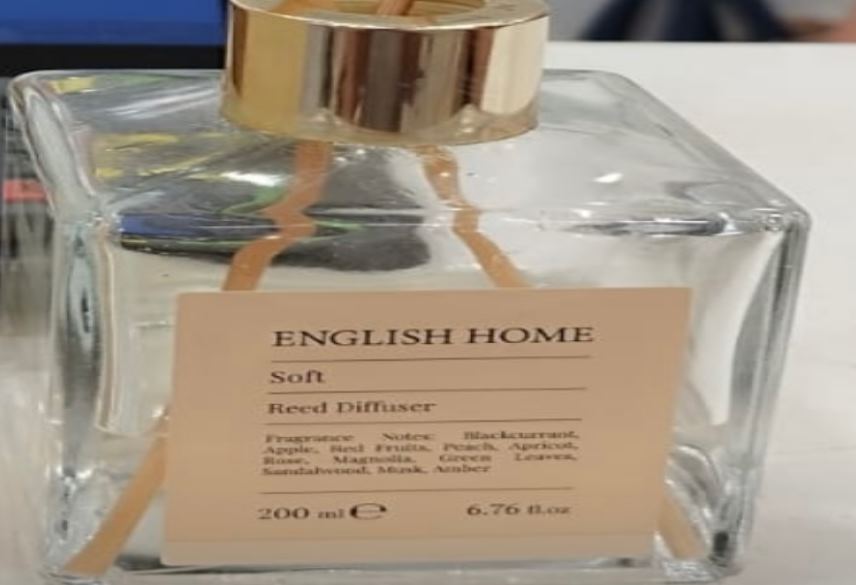 ENGLISH HOME
Soft
Reed Diffuser
Fragrance Notes: Blackcurrant,
Apple, Red Fruits, Peach, Apricot,
Rose, Magnolia, Green Leaves,
Sandalwood, Musk, Amber
200 ml ℮ 6.76 fl.oz